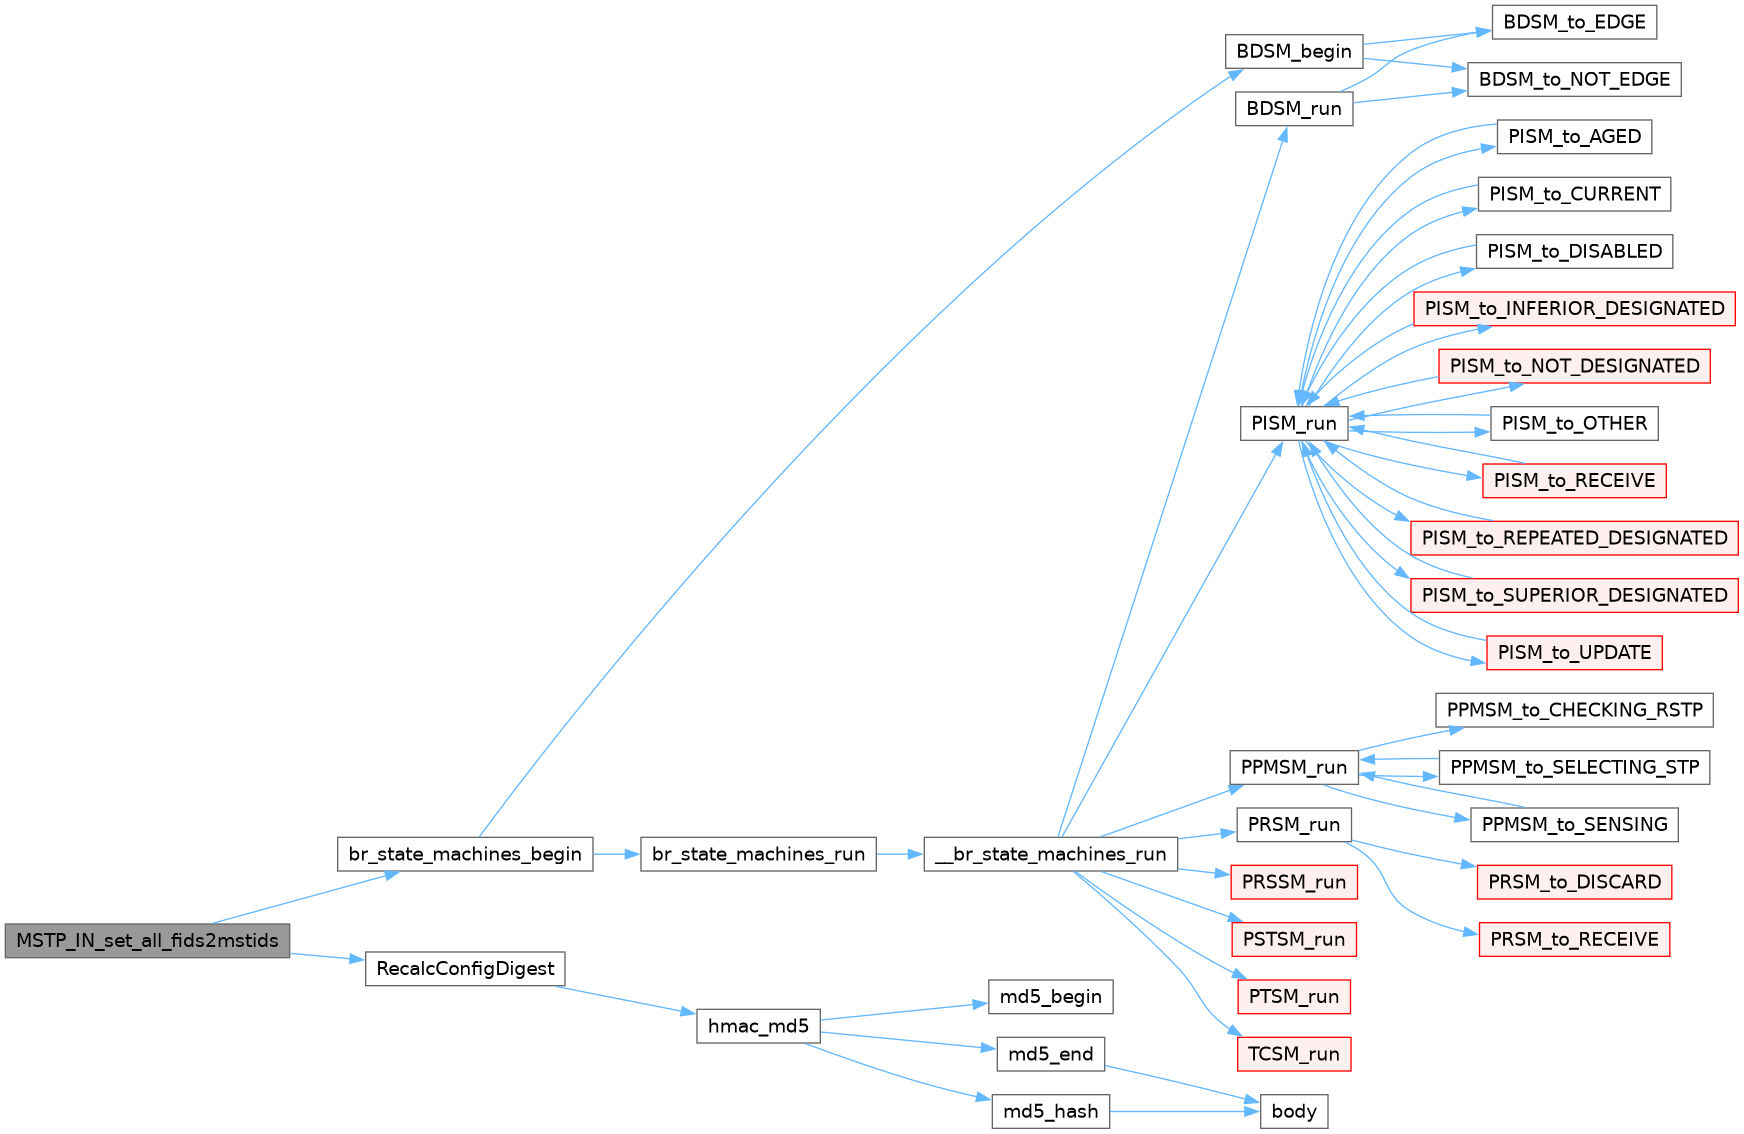 BDSM_to_EDGE
BDSM_begin
BDSM_to_NOT_EDGE
BDSM_run
PISM_to_AGED
PISM_to_CURRENT
PISM_to_DISABLED
PISM_to_INFERIOR_DESIGNATED
PISM_to_NOT_DESIGNATED
PISM_run
PISM_to_OTHER
PISM_to_RECEIVE
PISM_to_REPEATED_DESIGNATED
PISM_to_SUPERIOR_DESIGNATED
PISM_to_UPDATE
PPMSM_to_CHECKING_RSTP
PPMSM_run
PPMSM_to_SELECTING_STP
PRSM_run
PPMSM_to_SENSING
br_state_machines_begin
br_state_machines_run
__br_state_machines_run
PRSSM_run
PRSM_to_DISCARD
MSTP_IN_set_all_fids2mstids
PSTSM_run
PRSM_to_RECEIVE
RecalcConfigDigest
md5_begin
PTSM_run
hmac_md5
md5_end
TCSM_run
md5_hash
body